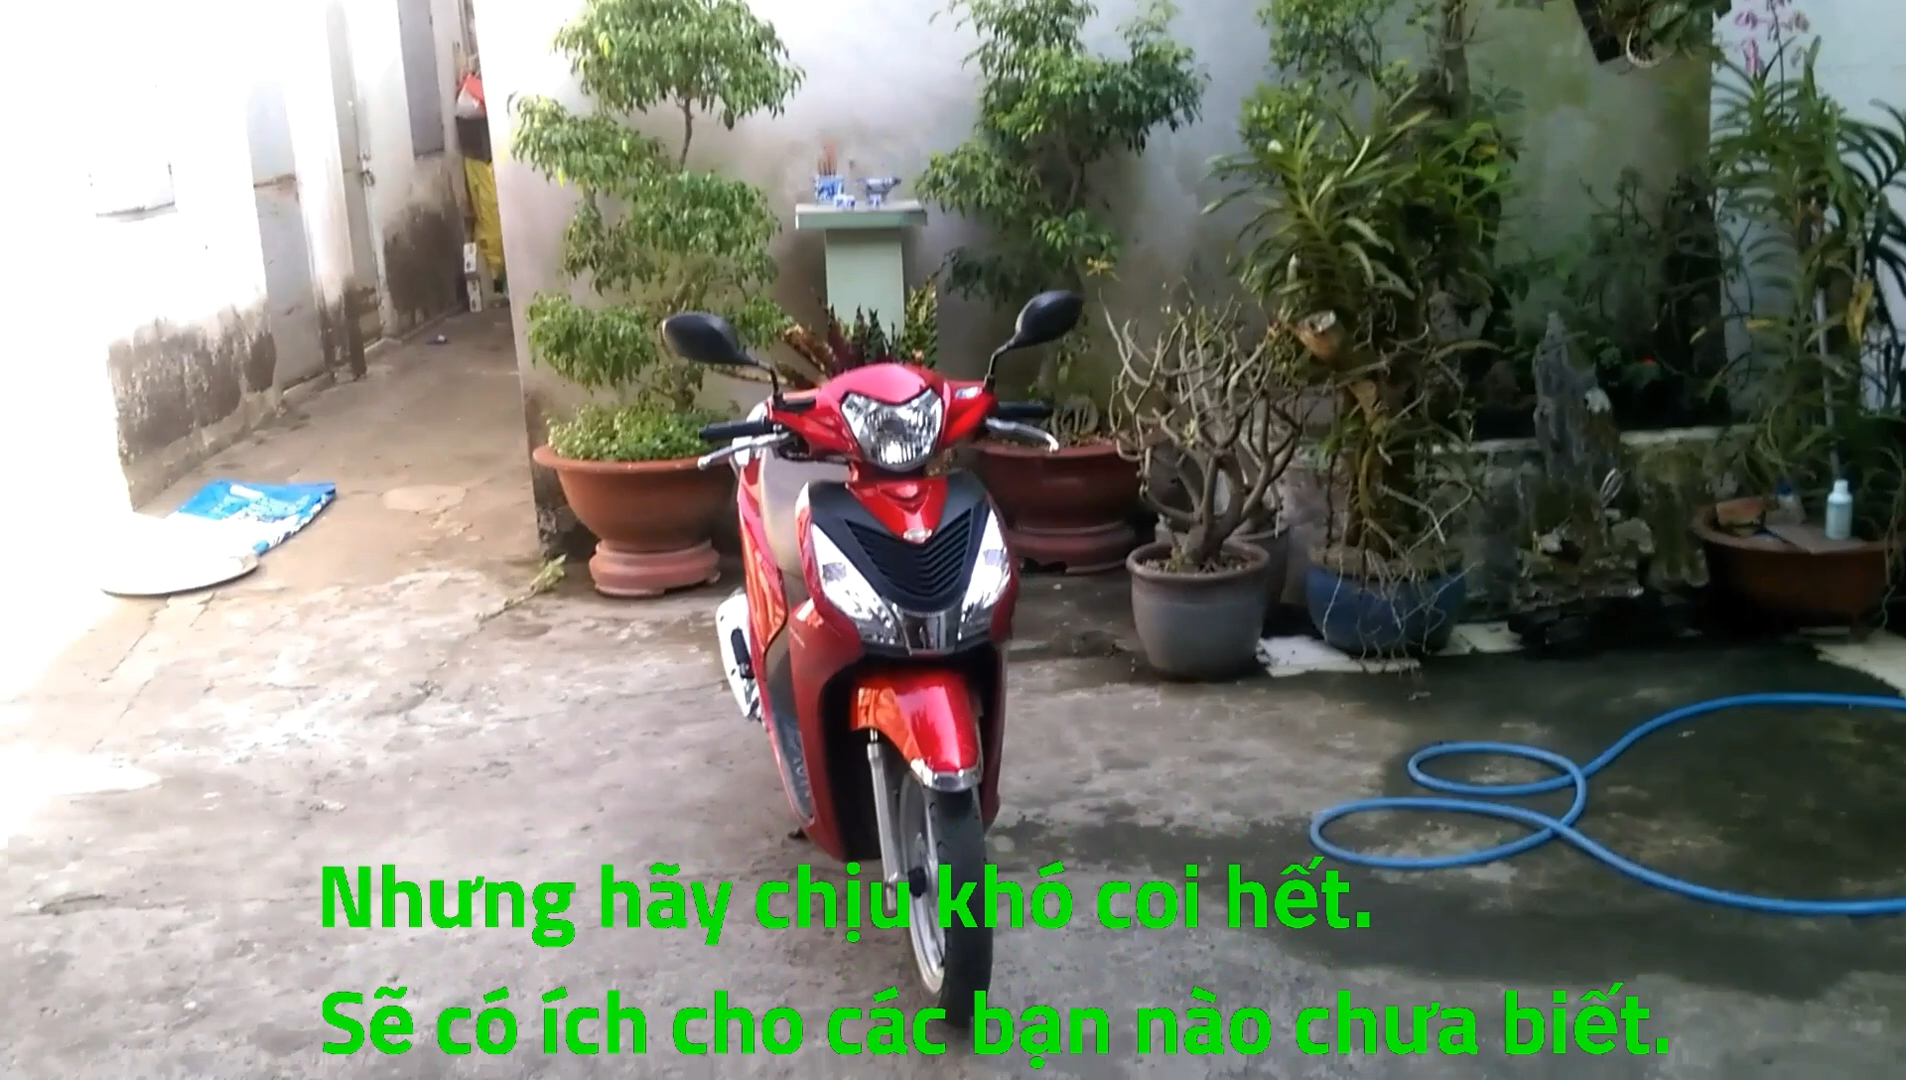 Nhưng hãy chịu khó coi hết.
Sẽ có ích cho các bạn nào chưa biết.